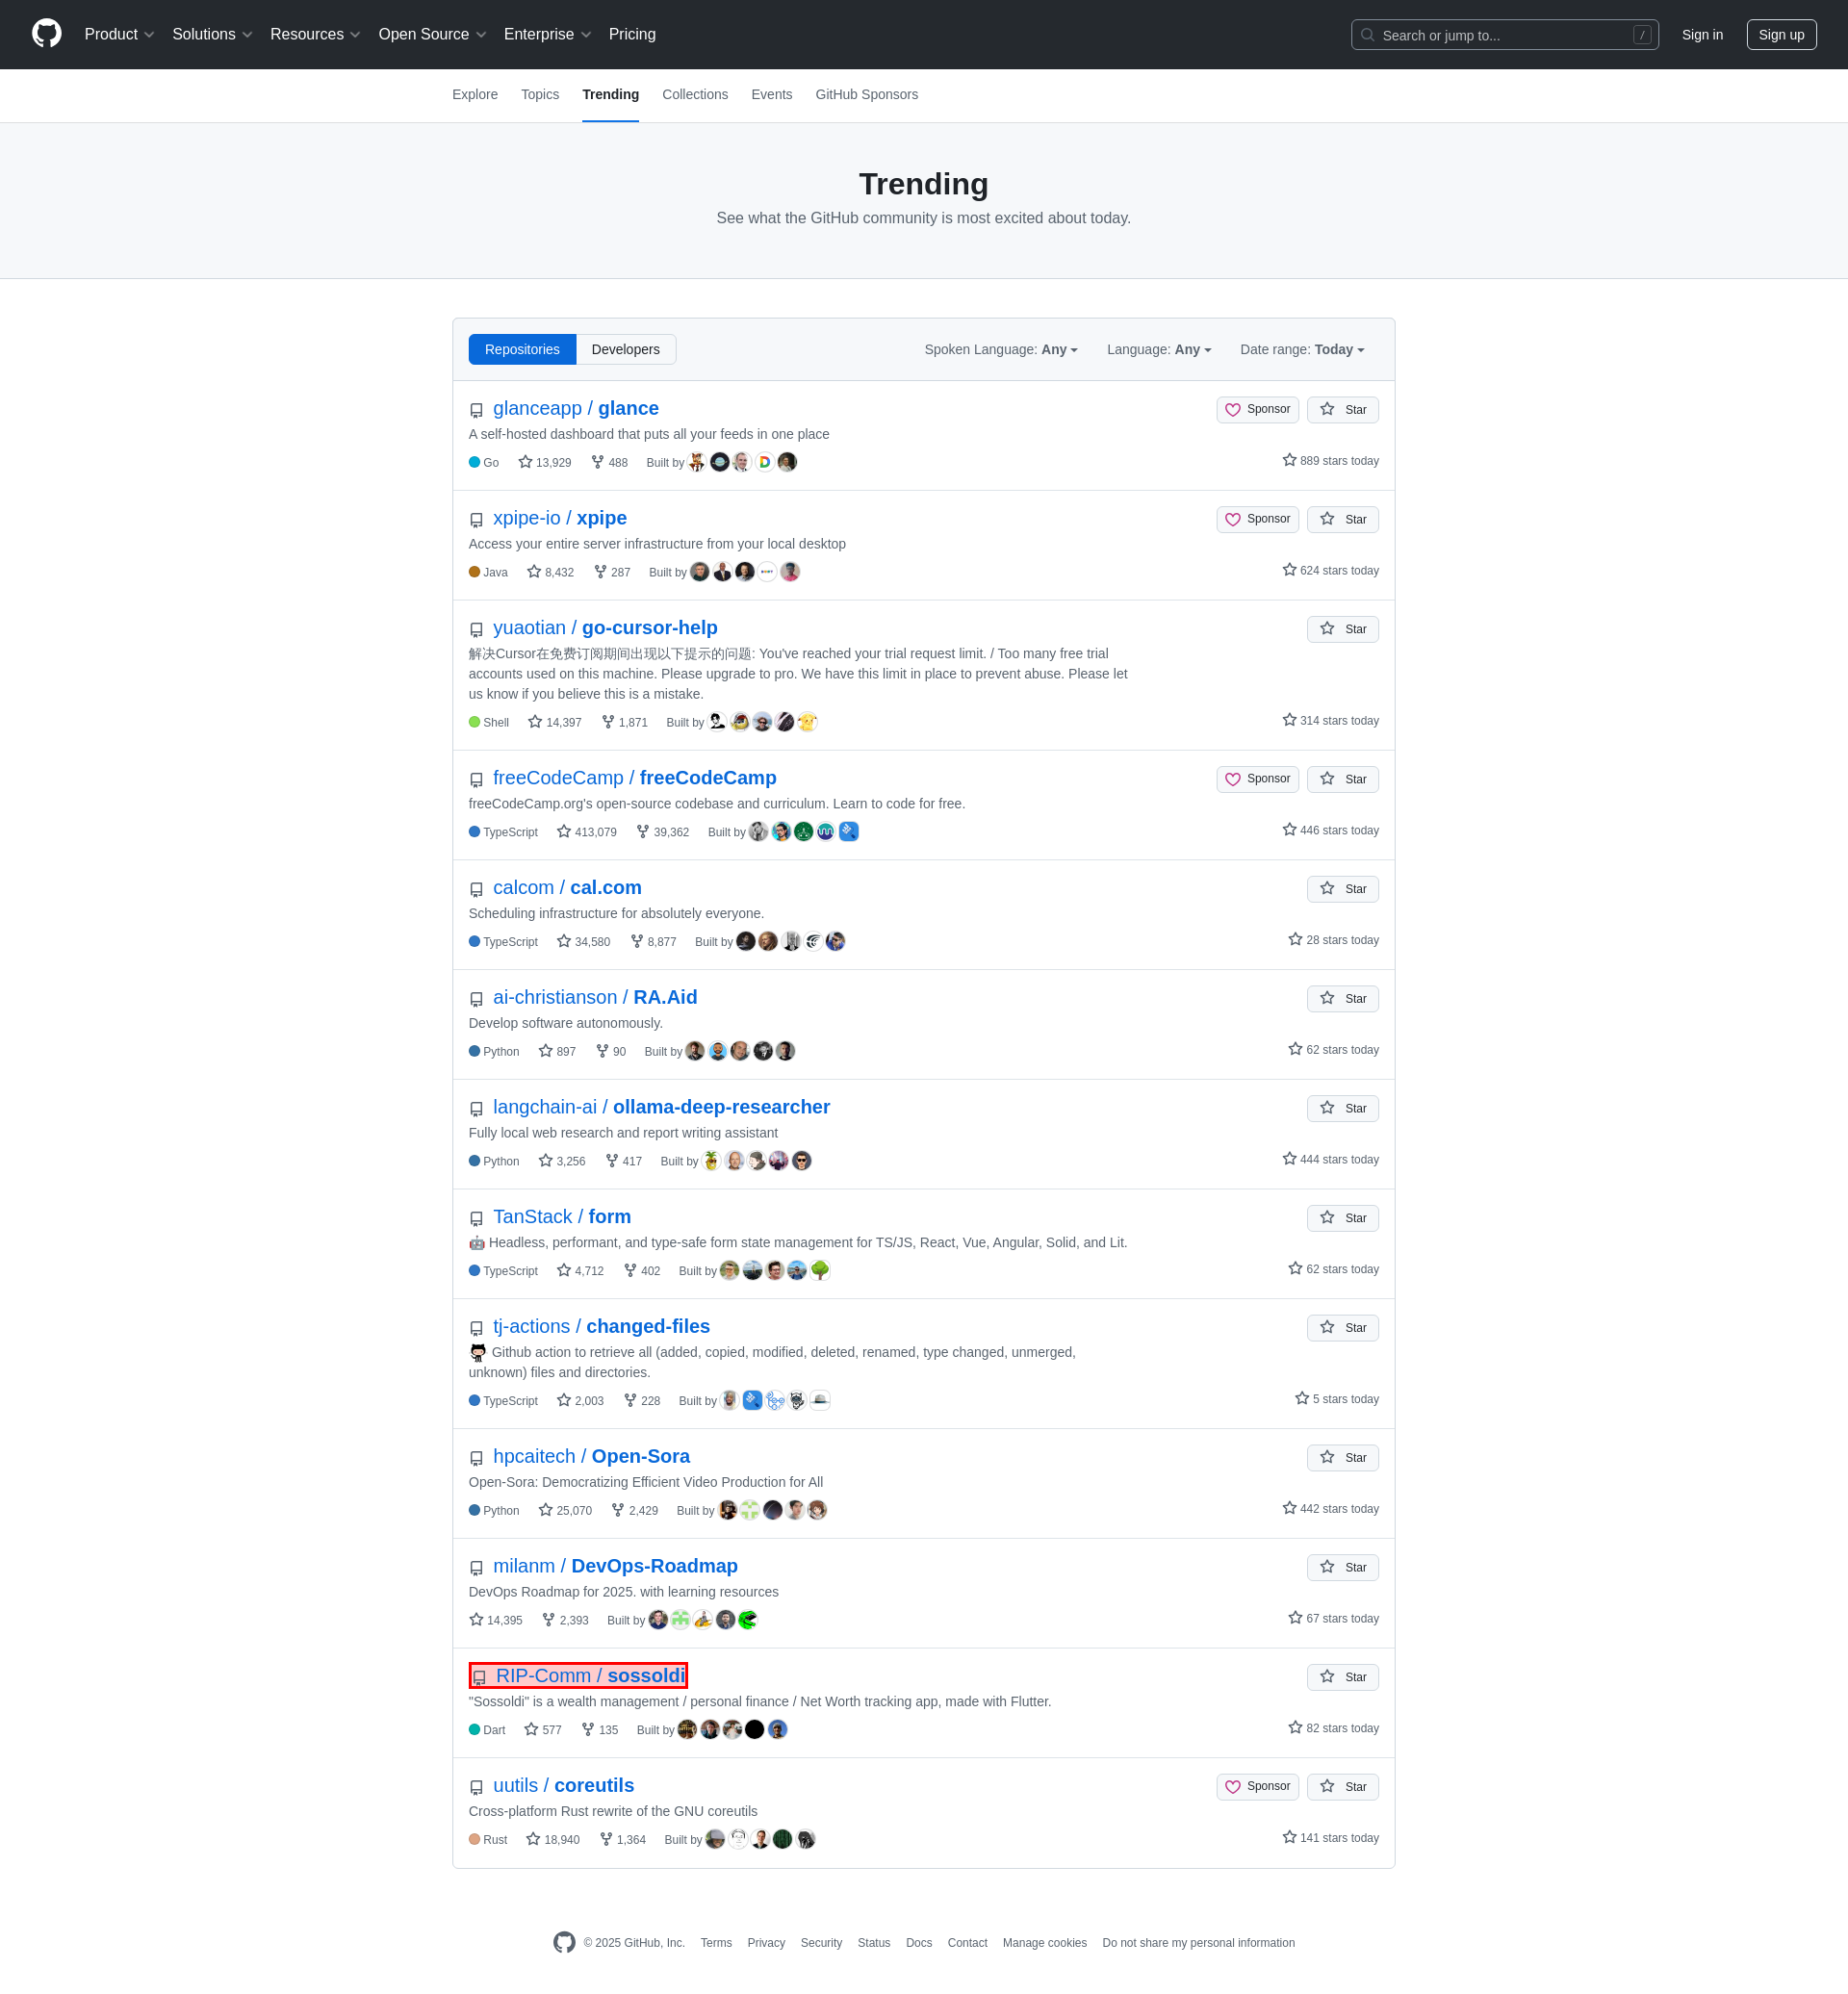 Product Solutions Resources Open Source Enterprise Pricing Search or jump to... / Sign in Sign up
Explore Topics Trending Collections Events GitHub Sponsors
Trending
See what the GitHub community is most excited about today.
Repositories Developers Spoken Language: Any Language: Any Date range: Today
glanceapp / glance Sponsor Star
A self-hosted dashboard that puts all your feeds in one place
Go 13,929 488 Built by 889 stars today
xpipe-io / xpipe Sponsor Star
Access your entire server infrastructure from your local desktop
Java 8,432 287 Built by 624 stars today
yuaotian / go-cursor-help Star
解决Cursor在免费订阅期间出现以下提示的问题: You've reached your trial request limit. / Too many free trial
accounts used on this machine. Please upgrade to pro. We have this limit in place to prevent abuse. Please let
us know if you believe this is a mistake.
Shell 14,397 1,871 Built by 314 stars today
freeCodeCamp / freeCodeCamp Sponsor Star
freeCodeCamp.org's open-source codebase and curriculum. Learn to code for free.
TypeScript 413,079 39,362 Built by 446 stars today
calcom / cal.com Star
Scheduling infrastructure for absolutely everyone.
TypeScript 34,580 8,877 Built by 28 stars today
ai-christianson / RA.Aid Star
Develop software autonomously.
Python 897 90 Built by 62 stars today
langchain-ai / ollama-deep-researcher Star
Fully local web research and report writing assistant
Python 3,256 417 Built by 444 stars today
TanStack / form Star
🤖 Headless, performant, and type-safe form state management for TS/JS, React, Vue, Angular, Solid, and Lit.
TypeScript 4,712 402 Built by 62 stars today
tj-actions / changed-files Star
Github action to retrieve all (added, copied, modified, deleted, renamed, type changed, unmerged,
unknown) files and directories.
TypeScript 2,003 228 Built by 5 stars today
hpcaitech / Open-Sora Star
Open-Sora: Democratizing Efficient Video Production for All
Python 25,070 2,429 Built by 442 stars today
milanm / DevOps-Roadmap Star
DevOps Roadmap for 2025. with learning resources
14,395 2,393 Built by 67 stars today
RIP-Comm / sossoldi Star
"Sossoldi" is a wealth management / personal finance / Net Worth tracking app, made with Flutter.
Dart 577 135 Built by 82 stars today
uutils / coreutils Sponsor Star
Cross-platform Rust rewrite of the GNU coreutils
Rust 18,940 1,364 Built by 141 stars today
© 2025 GitHub, Inc. Terms Privacy Security Status Docs Contact Manage cookies Do not share my personal information